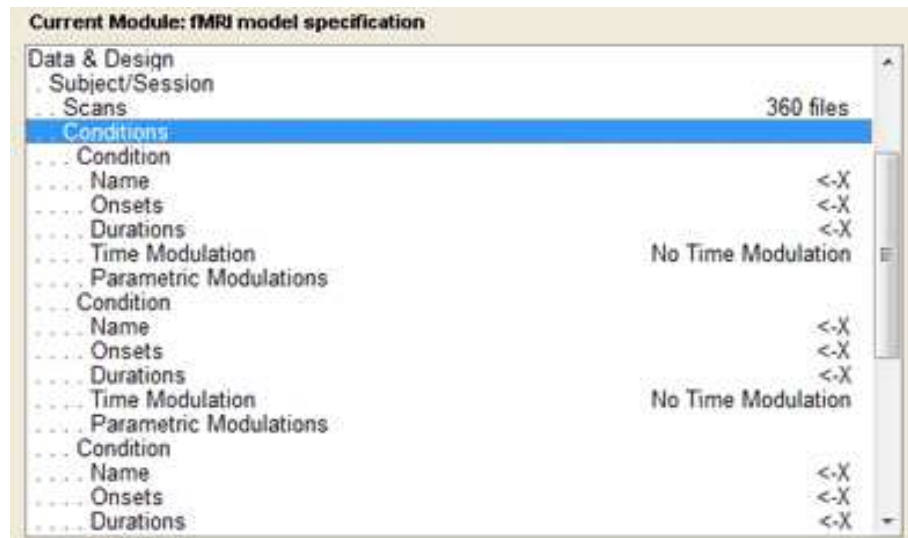 Current Module: fMRI model specification
Data & Design
. Subject/Session
. . Scans 360 files
. . Conditions
. . . Condition
. . . . Name <-X
. . . . Onsets <-X
. . . . Durations <-X
. . . . Time Modulation No Time Modulation
. . . . Parametric Modulations
. . . Condition
. . . . Name <-X
. . . . Onsets <-X
. . . . Durations <-X
. . . . Time Modulation No Time Modulation
. . . . Parametric Modulations
. . . Condition
. . . . Name <-X
. . . . Onsets <-X
. . . . Durations <-X